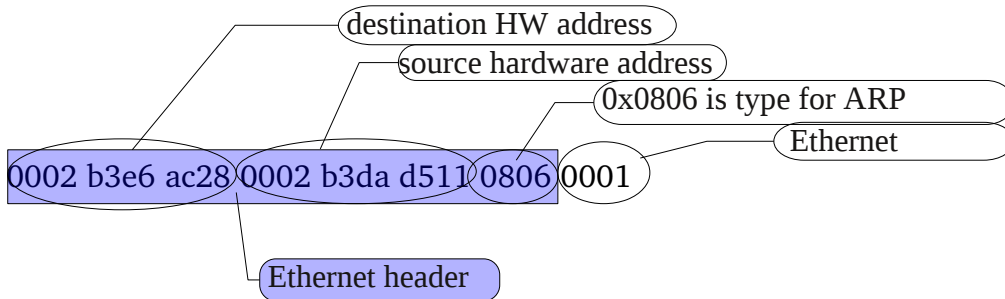 destination HW address
source hardware address
0x0806 is type for ARP
Ethernet
0002 b3e6 ac28 0002 b3da d511 0806 0001
Ethernet header